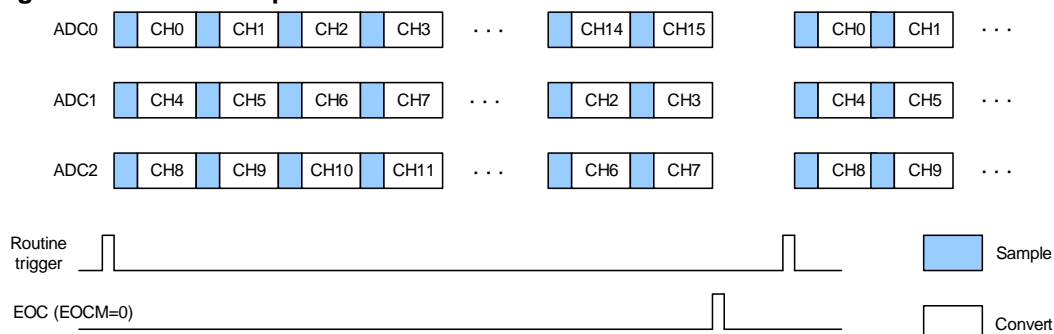 ADC0 CH0 CH1 CH2 CH3 . . . CH14 CH15 CH0 CH1 . . .
ADC1 CH4 CH5 CH6 CH7 . . . CH2 CH3 CH4 CH5 . . .
ADC2 CH8 CH9 CH10 CH11 . . . CH6 CH7 CH8 CH9 . . .
Routine
trigger
Sample
EOC (EOCM=0)
Convert